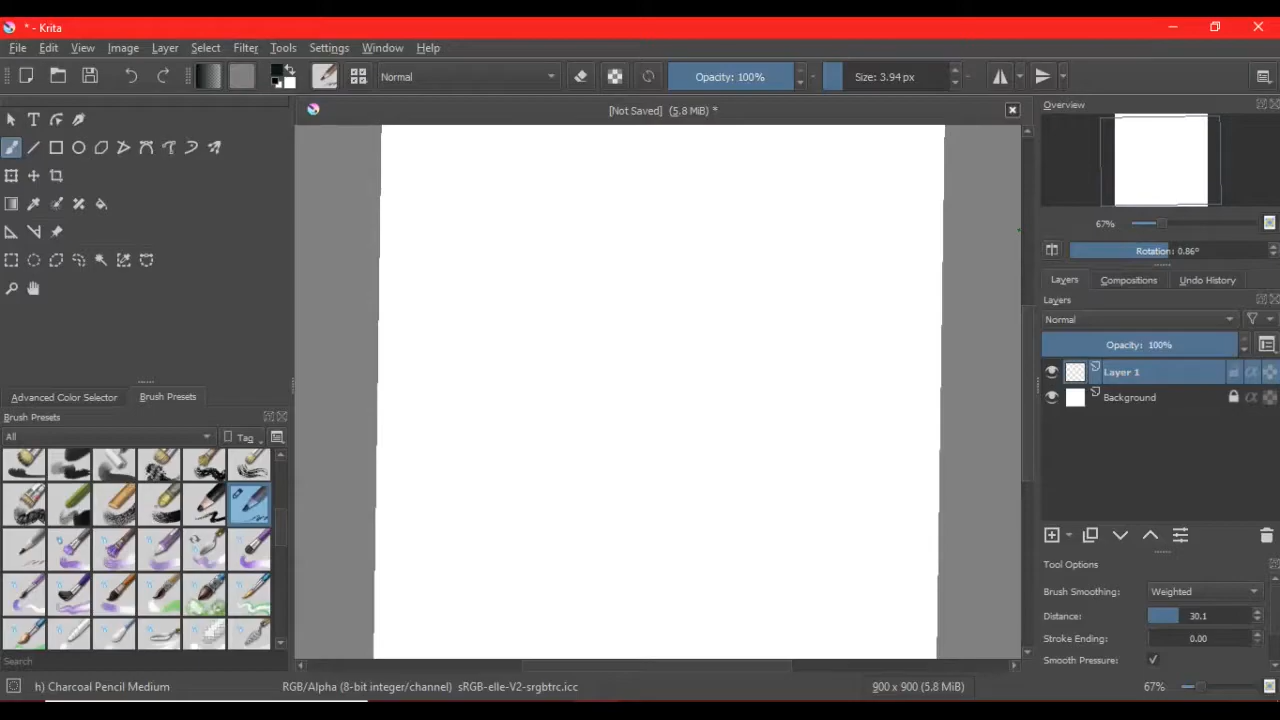 * - Krita
File Edit View Image Layer Select Filter Tools Settings Window Help
Normal Opacity: 100% Size: 3.94 px
[Not Saved] (5.8 MiB) *
Overview
67%
Rotation: 0.86°
Layers Compositions Undo History
Layers
Normal
Opacity: 100%
Layer 1
Background
Advanced Color Selector Brush Presets
Brush Presets
All Tag
Search
Tool Options
Brush Smoothing: Weighted
Distance: 30.1
Stroke Ending: 0.00
Smooth Pressure:
h) Charcoal Pencil Medium RGB/Alpha (8-bit integer/channel) sRGB-elle-V2-srgbtrc.icc 900 x 900 (5.8 MiB) 67%